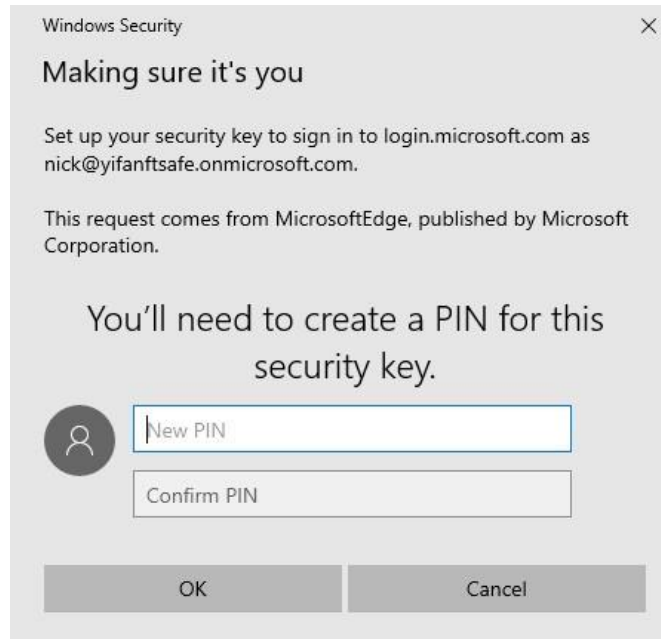 Windows Security
Making sure it's you
Set up your security key to sign in to login.microsoft.com as
nick@yifanftsafe.onmicrosoft.com.
This request comes from MicrosoftEdge, published by Microsoft
Corporation.
You'll need to create a PIN for this
security key.
New PIN
Confirm PIN
OK Cancel